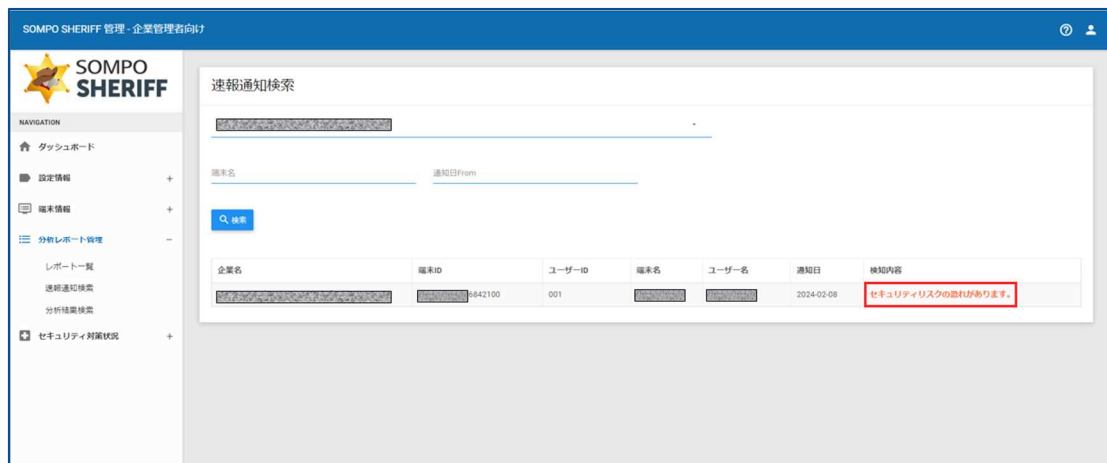 SOMPO SHERIFF 管理 - 企業管理者向け
SOMPO
SHERIFF
NAVIGATION
ダッシュボード
設定情報 +
端末情報 +
分析レポート管理 −
レポート一覧
速報通知検索
分析結果検索
セキュリティ対策状況 +
速報通知検索
端末名 通知日From
検索
企業名 端末ID ユーザーID 端末名 ユーザー名 通知日 検知内容
6842100 001 2024-02-08 セキュリティリスクの恐れがあります。